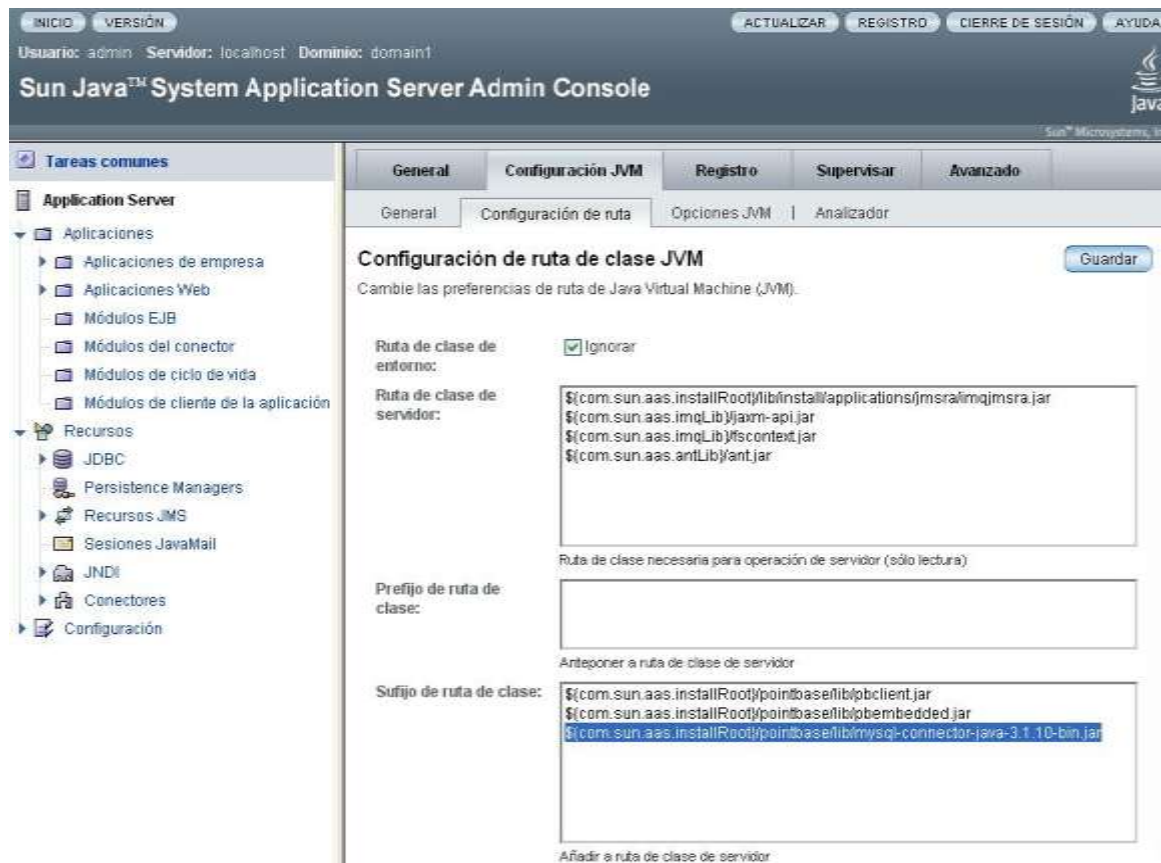 INICIO VERSIÓN ACTUALIZAR REGISTRO CIERRE DE SESIÓN AYUDA
Usuario: admin Servidor: localhost Dominio: domain1
Sun Java™ System Application Server Admin Console
Java
Sun™ Microsystems, In
Tareas comunes
Application Server
Aplicaciones
Aplicaciones de empresa
Aplicaciones Web
Módulos EJB
Módulos del conector
Módulos de ciclo de vida
Módulos de cliente de la aplicación
Recursos
JDBC
Persistence Managers
Recursos JMS
Sesiones JavaMail
JNDI
Conectores
Configuración
General Configuración JVM Registro Supervisar Avanzado
General Configuración de ruta Opciones JVM | Analizador
Configuración de ruta de clase JVM Guardar
Cambie las preferencias de ruta de Java Virtual Machine (JVM).
Ruta de clase de entorno: Ignorar
Ruta de clase de servidor:
${com.sun.aas.installRoot}/lib/install/applications/jmsra/imqjmsra.jar
${com.sun.aas.imqLib}/jaxm-api.jar
${com.sun.aas.imqLib}/fscontext.jar
${com.sun.aas.antLib}/ant.jar
Ruta de clase necesaria para operación de servidor (sólo lectura)
Prefijo de ruta de clase:
Anteponer a ruta de clase de servidor
Sufijo de ruta de clase:
${com.sun.aas.installRoot}/pointbase/lib/pbclient.jar
${com.sun.aas.installRoot}/pointbase/lib/pbembedded.jar
${com.sun.aas.installRoot}/pointbase/lib/mysql-connector-java-3.1.10-bin.jar
Añadir a ruta de clase de servidor